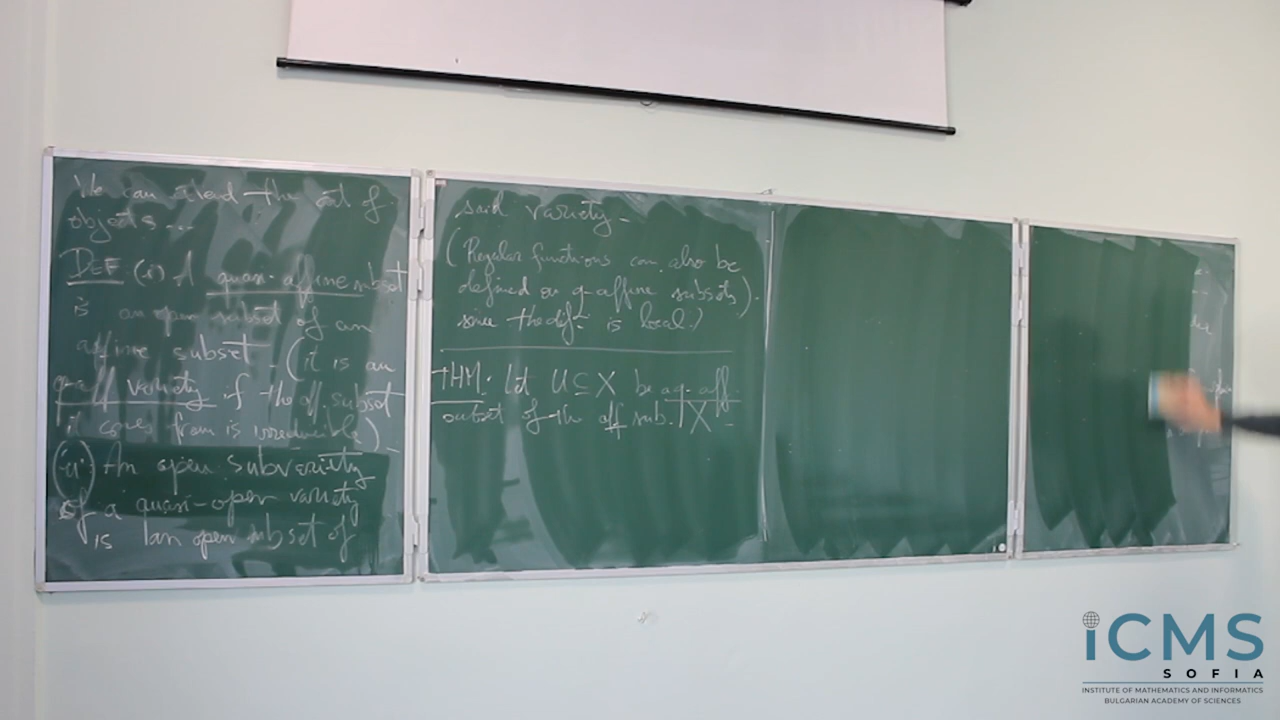 We can extend the set of
objects...
DEF (i) A quasi-affine subset
is an open subset of an
affine subset. (it is an
q-aff variety if the aff subset
it comes from is irreducible).
(ii) An open subvariety
of a quasi-open variety
is an open subset of
said variety.
(Regular functions can also be
defined on q-affine subsets).
since the def. is local.)
THM: Let U ⊆ X be a q. aff
subset of the aff sub. X.
iCMS
SOFIA
INSTITUTE OF MATHEMATICS AND INFORMATICS
BULGARIAN ACADEMY OF SCIENCES